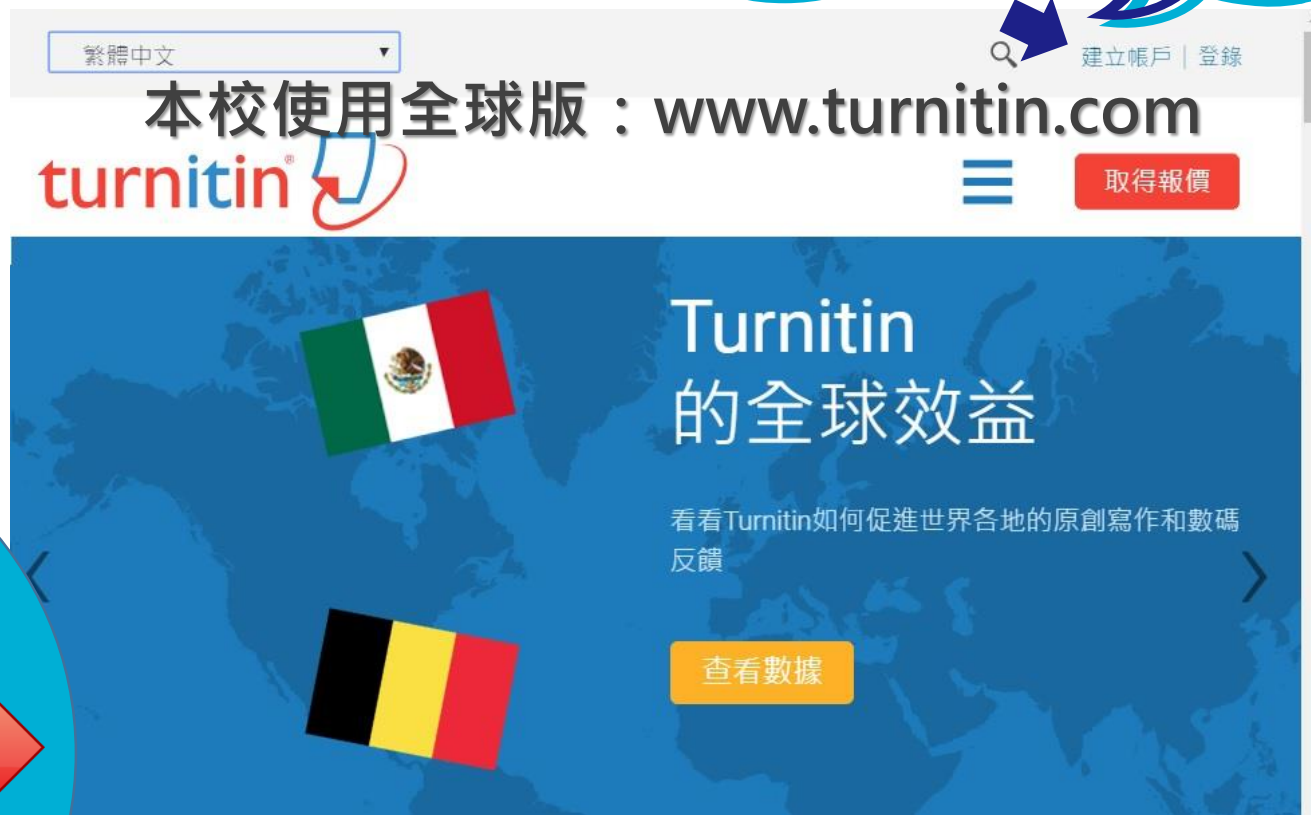 繁體中文
建立帳戶 | 登錄
本校使用全球版：www.turnitin.com
turnitin®
取得報價
Turnitin
的全球效益
看看Turnitin如何促進世界各地的原創寫作和數碼
反饋
查看數據